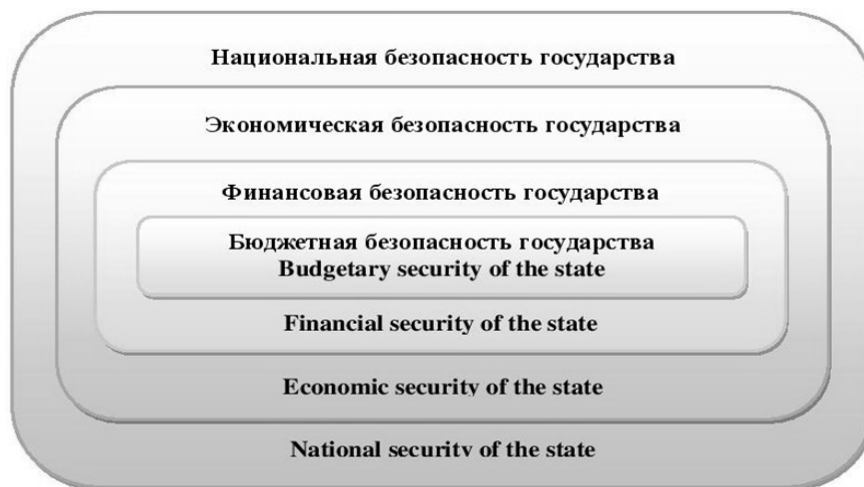 Национальная безопасность государства
Экономическая безопасность государства
Финансовая безопасность государства
Бюджетная безопасность государства
Budgetary security of the state
Financial security of the state
Economic security of the state
National security of the state